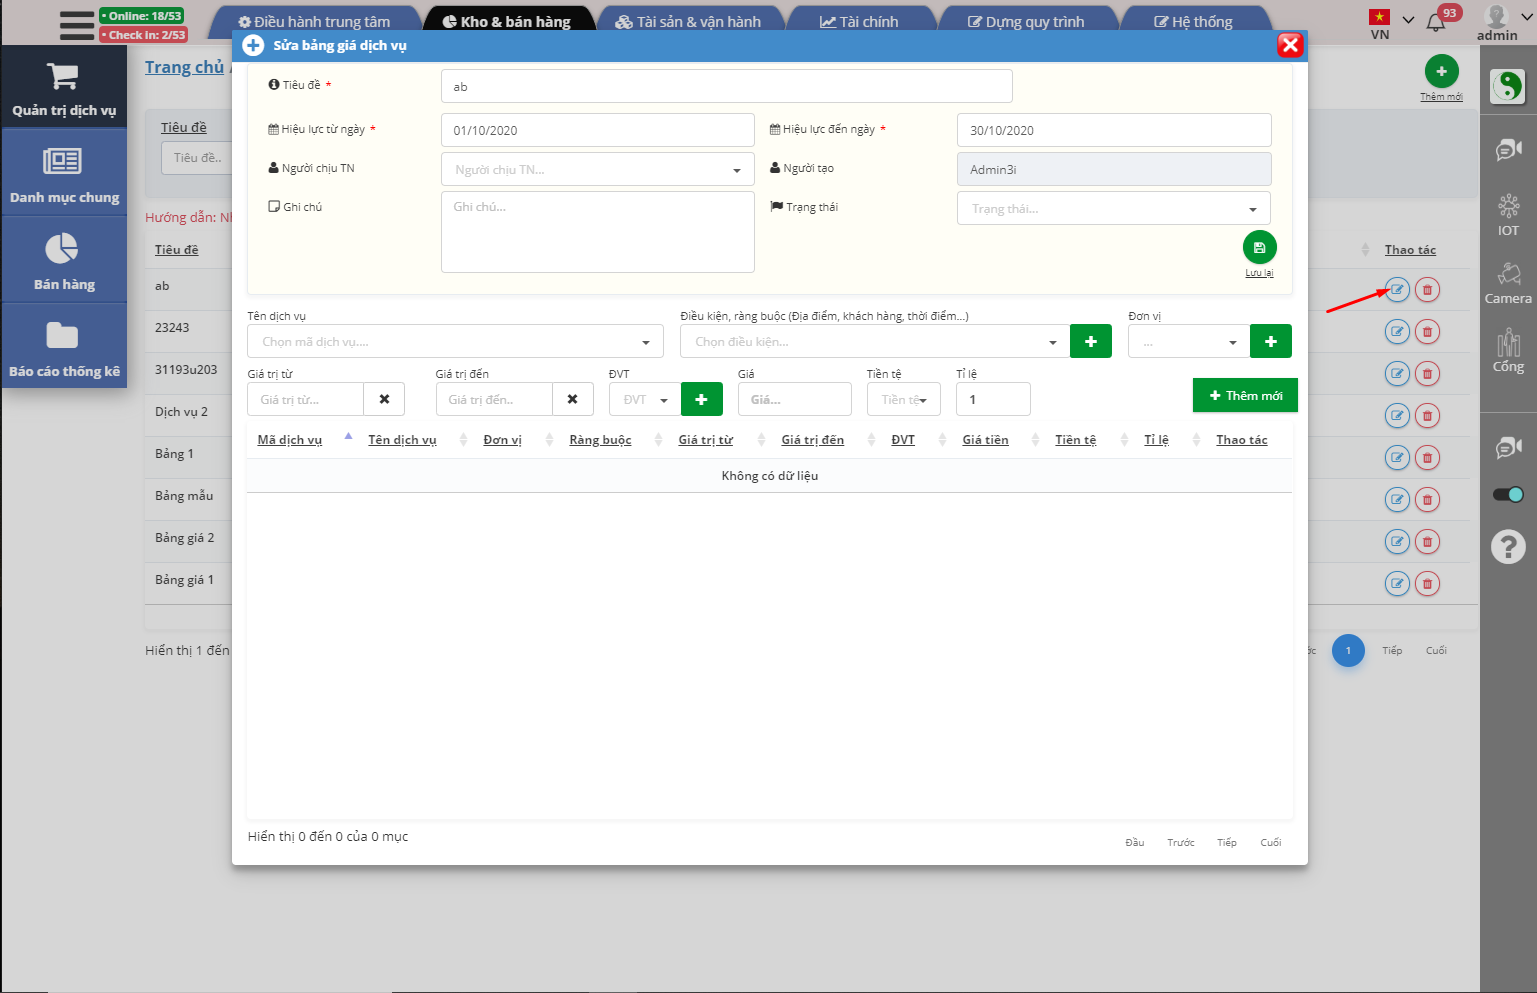 • Online: 18/53
• Check in: 2/53
Điều hành trung tâm
Kho & bán hàng
Tài sản & vận hành
Tài chính
Dựng quy trình
Hệ thống
VN
93
admin
Quản trị dịch vụ
Danh mục chung
Bán hàng
Báo cáo thống kê
Trang chủ /
Thêm mới
Tiêu đề
Tiêu đề..
Hướng dẫn:
Tiêu đề
Thao tác
ab
23243
31193u203
Dịch vụ 2
Bảng 1
Bảng mẫu
Bảng giá 2
Bảng giá 1
Hiển thị 1 đến
1
Tiếp
Cuối
IOT
Camera
Cổng
Sửa bảng giá dịch vụ
Tiêu đề *
ab
Hiệu lực từ ngày *
01/10/2020
Hiệu lực đến ngày *
30/10/2020
Người chịu TN
Người chịu TN...
Người tạo
Admin3i
Ghi chú
Ghi chú...
Trạng thái
Trạng thái...
Lưu lại
Tên dịch vụ
Điều kiện, ràng buộc (Địa điểm, khách hàng, thời điểm...)
Đơn vị
Chọn mã dịch vụ....
Chọn điều kiện...
...
Giá trị từ
Giá trị đến
ĐVT
Giá
Tiền tệ
Tỉ lệ
Giá trị từ...
Giá trị đến..
ĐVT
Giá...
Tiền tệ
1
Thêm mới
Mã dịch vụ
Tên dịch vụ
Đơn vị
Ràng buộc
Giá trị từ
Giá trị đến
ĐVT
Giá tiền
Tiền tệ
Tỉ lệ
Thao tác
Không có dữ liệu
Hiển thị 0 đến 0 của 0 mục
Đầu
Trước
Tiếp
Cuối